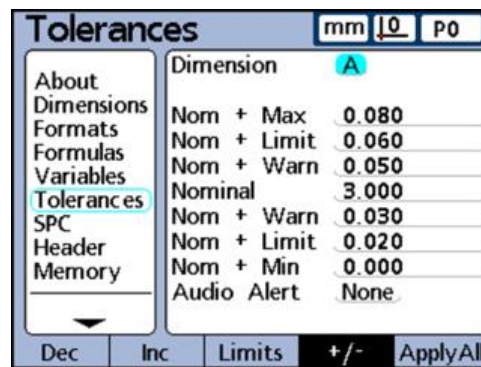 Tolerances mm 0 P0
About
Dimensions
Formats
Formulas
Variables
Tolerances
SPC
Header
Memory
Dimension A
Nom + Max 0.080
Nom + Limit 0.060
Nom + Warn 0.050
Nominal 3.000
Nom + Warn 0.030
Nom + Limit 0.020
Nom + Min 0.000
Audio Alert None
Dec Inc Limits +/- ApplyAll